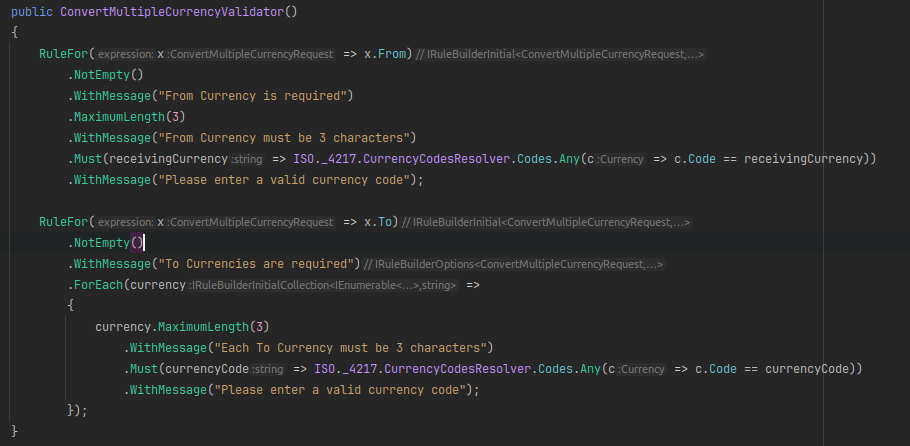 public ConvertMultipleCurrencyValidator()
{
RuleFor( expression: x :ConvertMultipleCurrencyRequest => x.From) // IRuleBuilderInitial<ConvertMultipleCurrencyRequest,...>
.NotEmpty()
.WithMessage("From Currency is required")
.MaximumLength(3)
.WithMessage("From Currency must be 3 characters")
.Must(receivingCurrency :string => ISO._4217.CurrencyCodesResolver.Codes.Any(c :Currency => c.Code == receivingCurrency))
.WithMessage("Please enter a valid currency code");
RuleFor( expression: x :ConvertMultipleCurrencyRequest => x.To) // IRuleBuilderInitial<ConvertMultipleCurrencyRequest,...>
.NotEmpty()
.WithMessage("To Currencies are required") // IRuleBuilderOptions<ConvertMultipleCurrencyRequest,...>
.ForEach(currency :IRuleBuilderInitialCollection<IEnumerable<...>,string> =>
{
currency.MaximumLength(3)
.WithMessage("Each To Currency must be 3 characters")
.Must(currencyCode :string => ISO._4217.CurrencyCodesResolver.Codes.Any(c :Currency => c.Code == currencyCode))
.WithMessage("Please enter a valid currency code");
});
}